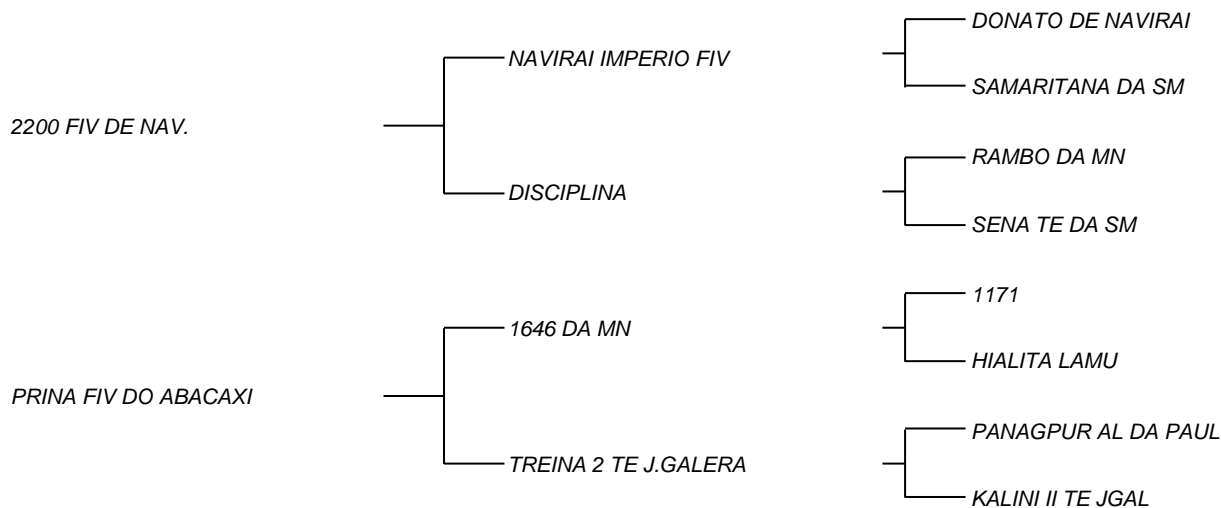 DONATO DE NAVIRAI
NAVIRAI IMPERIO FIV
SAMARITANA DA SM
2200 FIV DE NAV.
RAMBO DA MN
DISCIPLINA
SENA TE DA SM
1171
1646 DA MN
HIALITA LAMU
PRINA FIV DO ABACAXI
PANAGPUR AL DA PAUL
TREINA 2 TE J.GALERA
KALINI II TE JGAL